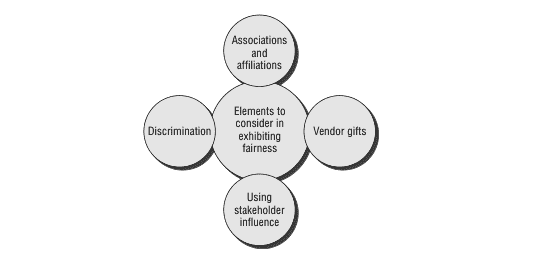 Associations
and
affiliations
Discrimination
Elements to
consider in
exhibiting
fairness
Vendor gifts
Using
stakeholder
influence